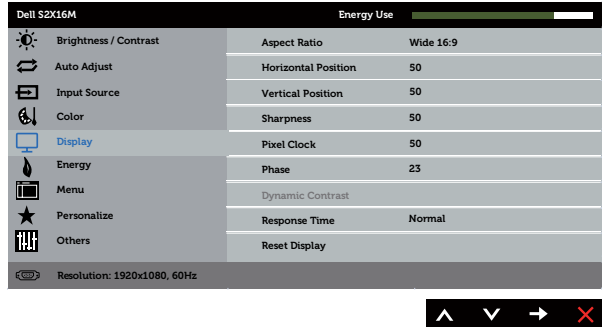 Dell S2X16M Energy Use
Brightness / Contrast
Auto Adjust
Input Source
Color
Display
Energy
Menu
Personalize
Others
Aspect Ratio Wide 16:9
Horizontal Position 50
Vertical Position 50
Sharpness 50
Pixel Clock 50
Phase 23
Dynamic Contrast
Response Time Normal
Reset Display
Resolution: 1920x1080, 60Hz